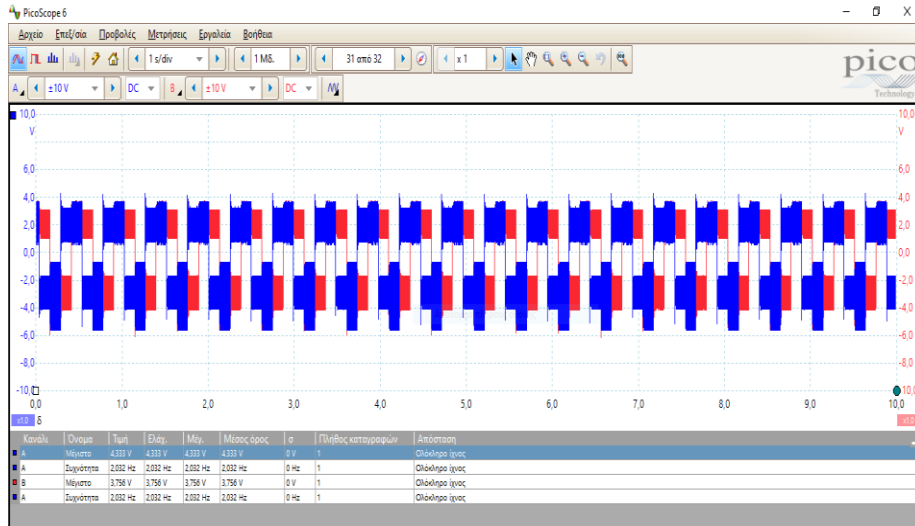 PicoScope 6
Αρχείο Επεξ/σία Προβολές Μετρήσεις Εργαλεία Βοήθεια
1 s/div 1 Μδ. 31 από 32 x 1
pico
Technology
A ±10 V DC B ±10 V DC
10,0 10,0
V V
6,0 6,0
4,0 4,0
2,0 2,0
0,0 0,0
-2,0 -2,0
-4,0 -4,0
-6,0 -6,0
-8,0 -8,0
-10,0 -10,0
0,0 1,0 2,0 3,0 4,0 5,0 6,0 7,0 8,0 9,0 10,0
x1,0 δ x1,0
Κανάλι Όνομα Τιμή Ελάχ. Μέγ. Μέσος όρος σ Πλήθος καταγραφών Απόσταση
A Μέγιστο 4,333 V 4,333 V 4,333 V 4,333 V 0 V 1 Ολόκληρο ίχνος
A Συχνότητα 2,032 Hz 2,032 Hz 2,032 Hz 2,032 Hz 0 Hz 1 Ολόκληρο ίχνος
B Μέγιστο 3,756 V 3,756 V 3,756 V 3,756 V 0 V 1 Ολόκληρο ίχνος
A Συχνότητα 2,032 Hz 2,032 Hz 2,032 Hz 2,032 Hz 0 Hz 1 Ολόκληρο ίχνος